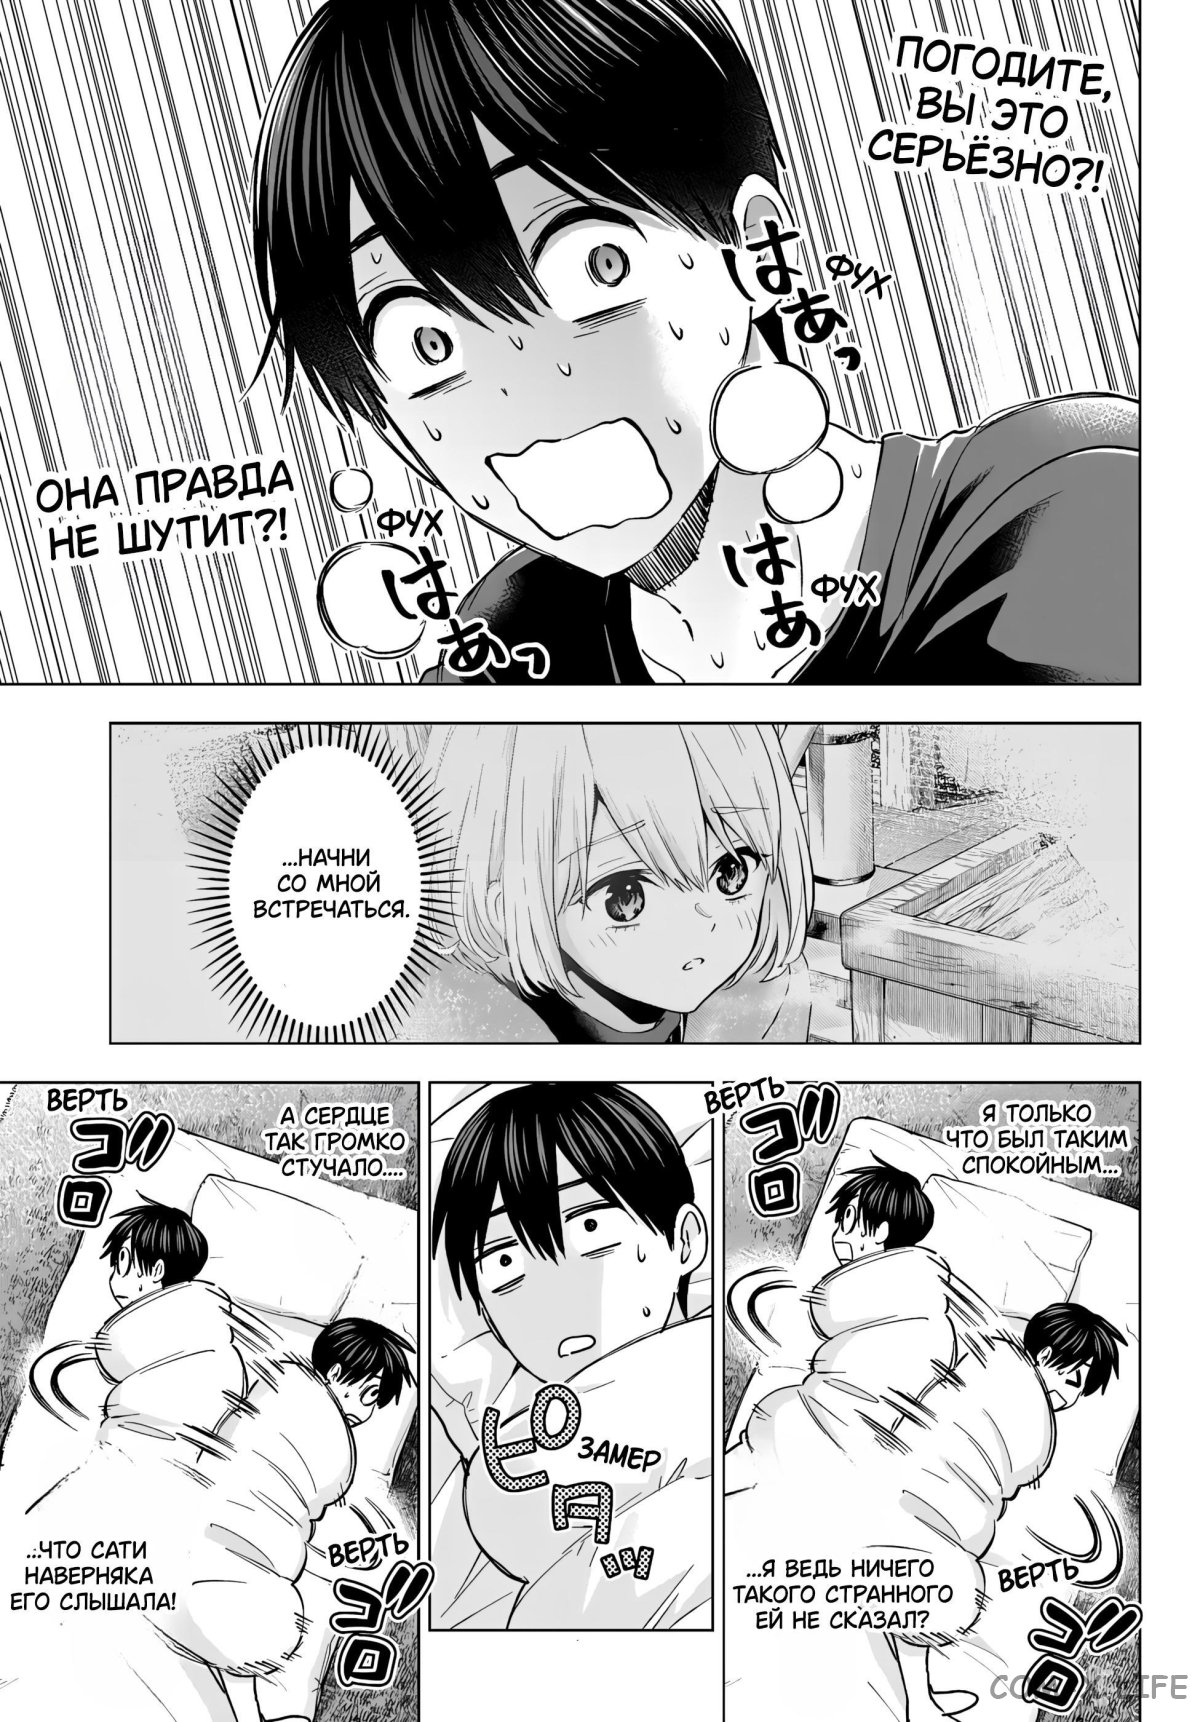 ПОГОДИТЕ,
ВЫ ЭТО
СЕРЬЁЗНО?!
はあっ
ФУХ
ОНА ПРАВДА
НЕ ШУТИТ?!
ФУХ
はあっ
はあ
ФУХ
...НАЧНИ
СО МНОЙ
ВСТРЕЧАТЬСЯ.
ВЕРТЬ
ゴロ
Я ТОЛЬКО
ЧТО БЫЛ ТАКИМ
СПОКОЙНЫМ....
...Я ВЕДЬ НИЧЕГО
ТАКОГО СТРАННОГО
ЕЙ НЕ СКАЗАЛ?
ВЕРТЬ
ゴロ
ピタッ
ЗАМЕР
ВЕРТЬ
ゴロ
А СЕРДЦЕ
ТАК ГРОМКО
СТУЧАЛО....
...ЧТО САТИ
НАВЕРНЯКА
ЕГО СЛЫШАЛА!
ВЕРТЬ
ゴロ